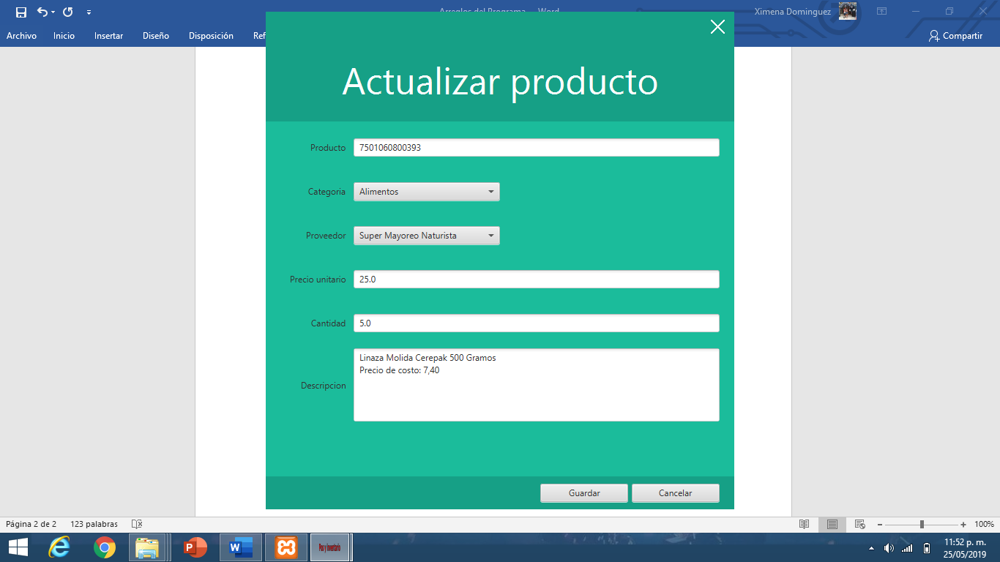 Arreglos del Programa - Word
Ximena Dominguez
Archivo Inicio Insertar Diseño Disposición Ref
Compartir
Actualizar producto
Producto 7501060800393
Categoria Alimentos
Proveedor Super Mayoreo Naturista
Precio unitario 25.0
Cantidad 5.0
Descripcion
Linaza Molida Cerepak 500 Gramos
Precio de costo: 7,40
Guardar Cancelar
Página 2 de 2 123 palabras 100%
Pos y Inventario
11:52 p. m.
25/05/2019